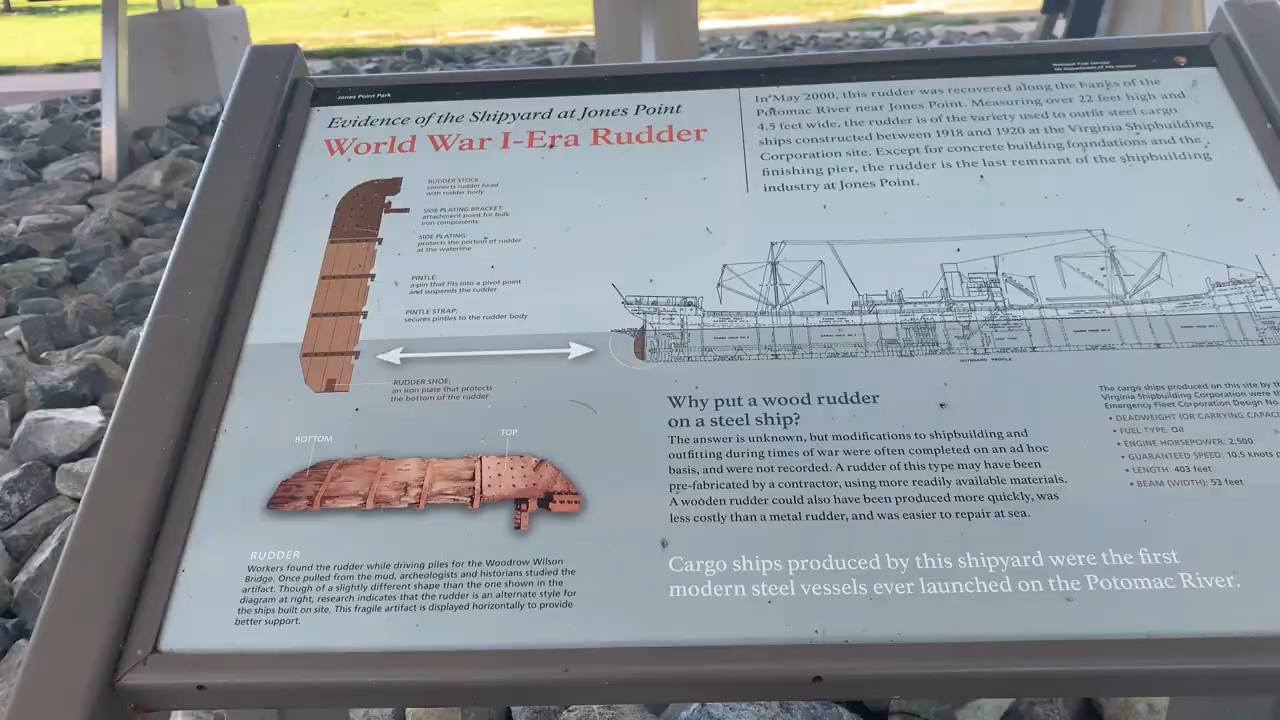 Jones Point Park
National Park Service
US Department of the Interior
Evidence of the Shipyard at Jones Point
World War I-Era Rudder
In May 2000, this rudder was recovered along the banks of the
Potomac River near Jones Point. Measuring over 22 feet high and
4.5 feet wide, the rudder is of the variety used to outfit steel cargo
ships constructed between 1918 and 1920 at the Virginia Shipbuilding
Corporation site. Except for concrete building foundations and the
finishing pier, the rudder is the last remnant of the shipbuilding
industry at Jones Point.
RUDDER STOCK:
connects rudder head
with rudder body
SIDE PLATING BRACKET:
attachment point for bulk
iron components
SIDE PLATING:
protects the portion of rudder
at the waterline
PINTLE:
a pin that fits into a pivot point
and suspends the rudder
PINTLE STRAP:
secures pintles to the rudder body
RUDDER SHOE:
an iron plate that protects
the bottom of the rudder
OUTBOARD PROFILE
BOTTOM
TOP
RUDDER
Workers found the rudder while driving piles for the Woodrow Wilson
Bridge. Once pulled from the mud, archeologists and historians studied the
artifact. Though of a slightly different shape than the one shown in the
diagram at right, research indicates that the rudder is an alternate style for
the ships built on site. This fragile artifact is displayed horizontally to provide
better support.
Why put a wood rudder
on a steel ship?
The answer is unknown, but modifications to shipbuilding and
outfitting during times of war were often completed on an ad hoc
basis, and were not recorded. A rudder of this type may have been
pre-fabricated by a contractor, using more readily available materials.
A wooden rudder could also have been produced more quickly, was
less costly than a metal rudder, and was easier to repair at sea.
The cargo ships produced on this site by th
Virginia Shipbuilding Corporation were th
Emergency Fleet Corporation Design No.
• DEADWEIGHT (OR CARRYING CAPACI
• FUEL TYPE: Oil
• ENGINE HORSEPOWER: 2,500
• GUARANTEED SPEED: 10.5 knots p
• LENGTH: 403 feet
• BEAM (WIDTH): 53 feet
Cargo ships produced by this shipyard were the first
modern steel vessels ever launched on the Potomac River.